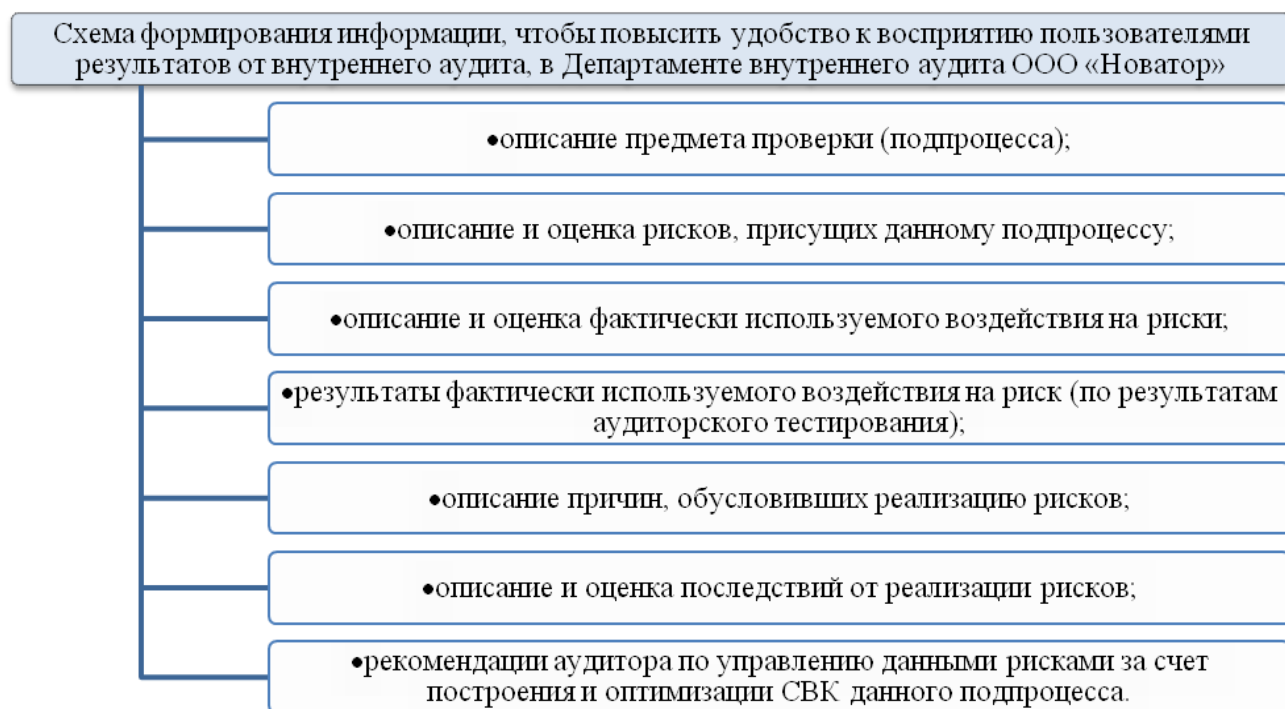 Схема формирования информации, чтобы повысить удобство к восприятию пользователями
результатов от внутреннего аудита, в Департаменте внутреннего аудита ООО «Новатор»
•описание предмета проверки (подпроцесса);
•описание и оценка рисков, присущих данному подпроцессу;
•описание и оценка фактически используемого воздействия на риски;
•результаты фактически используемого воздействия на риск (по результатам
аудиторского тестирования);
•описание причин, обусловивших реализацию рисков;
•описание и оценка последствий от реализации рисков;
•рекомендации аудитора по управлению данными рисками за счет
построения и оптимизации СВК данного подпроцесса.